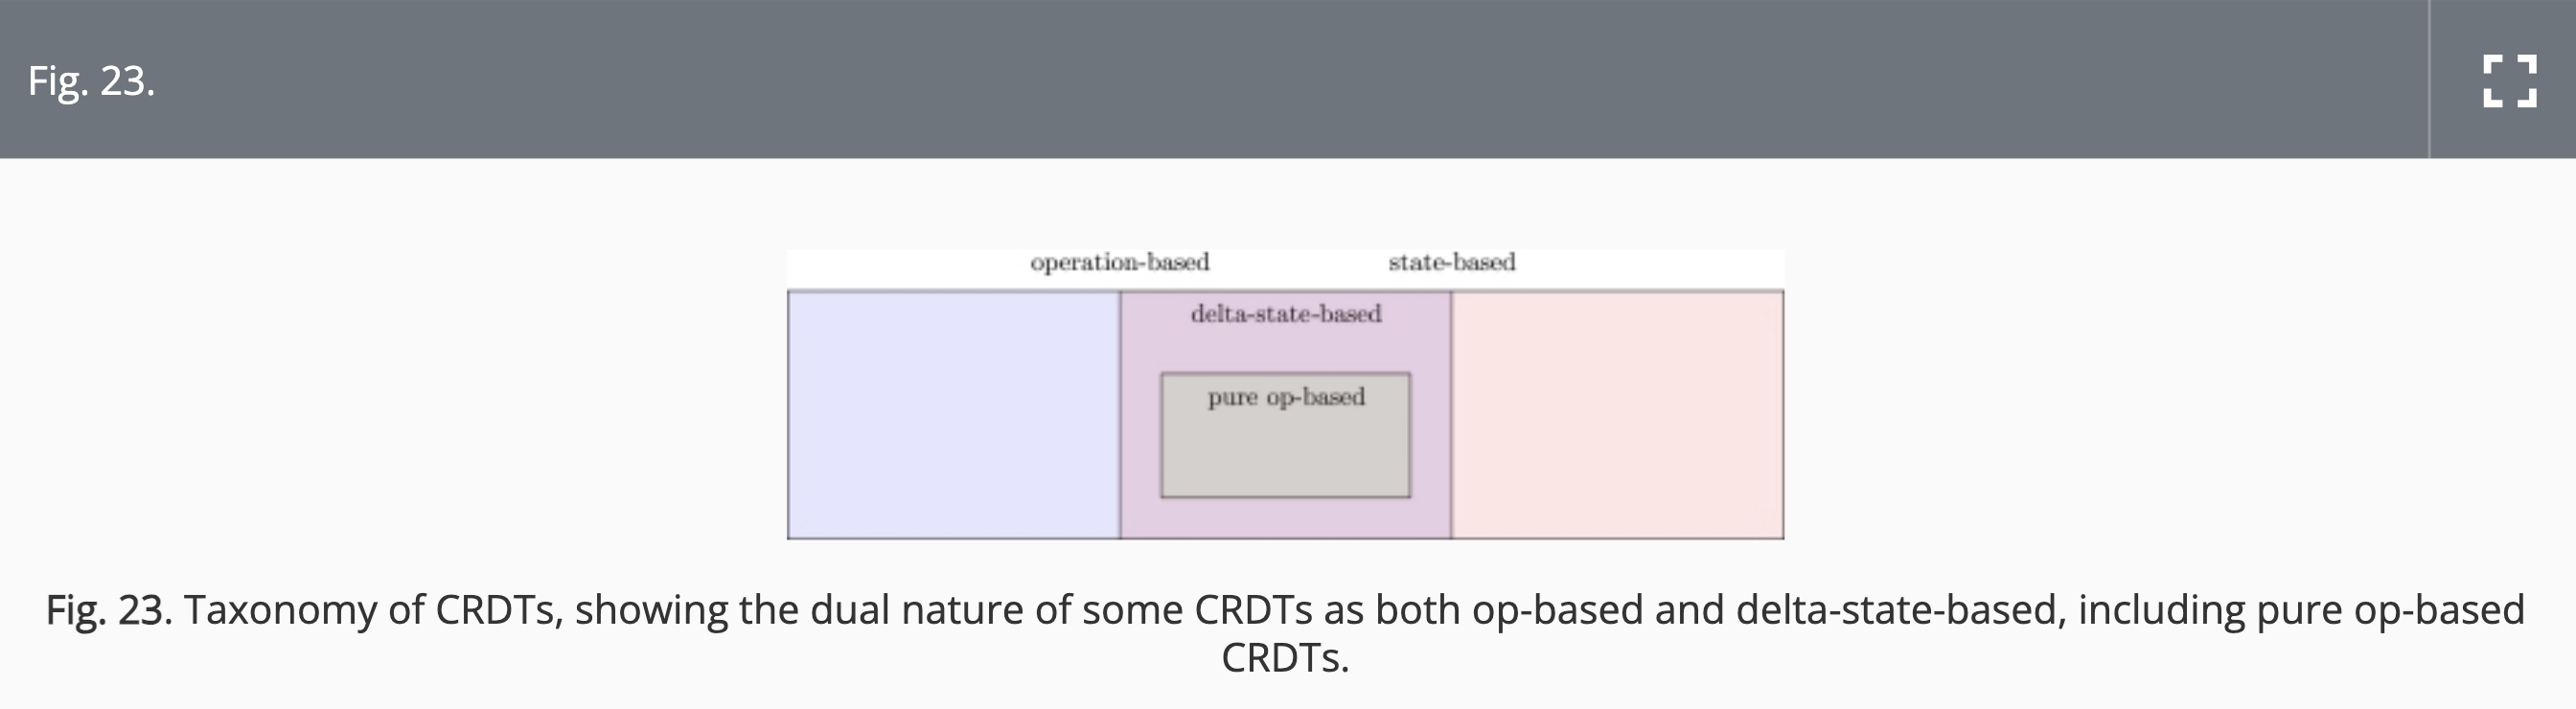 Fig. 23.
operation-based state-based
delta-state-based
pure op-based
Fig. 23. Taxonomy of CRDTs, showing the dual nature of some CRDTs as both op-based and delta-state-based, including pure op-based
CRDTs.